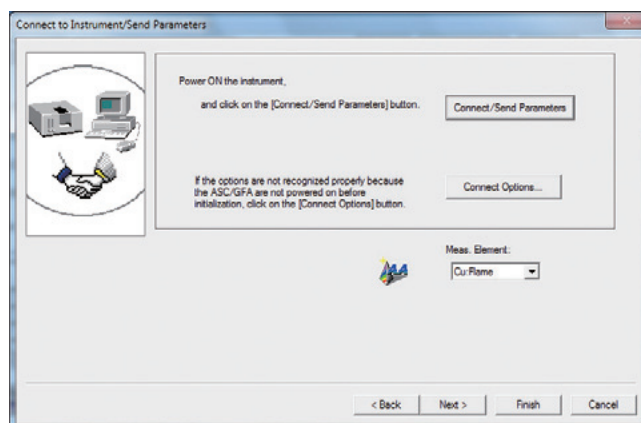 Connect to Instrument/Send Parameters
Power ON the instrument,
and click on the [Connect/Send Parameters] button.
Connect/Send Parameters
If the options are not recognized properly because
the ASC/GFA are not powered on before
initialization, click on the [Connect Options] button.
Connect Options...
Meas. Element:
AA
Cu:Flame
< Back
Next >
Finish
Cancel